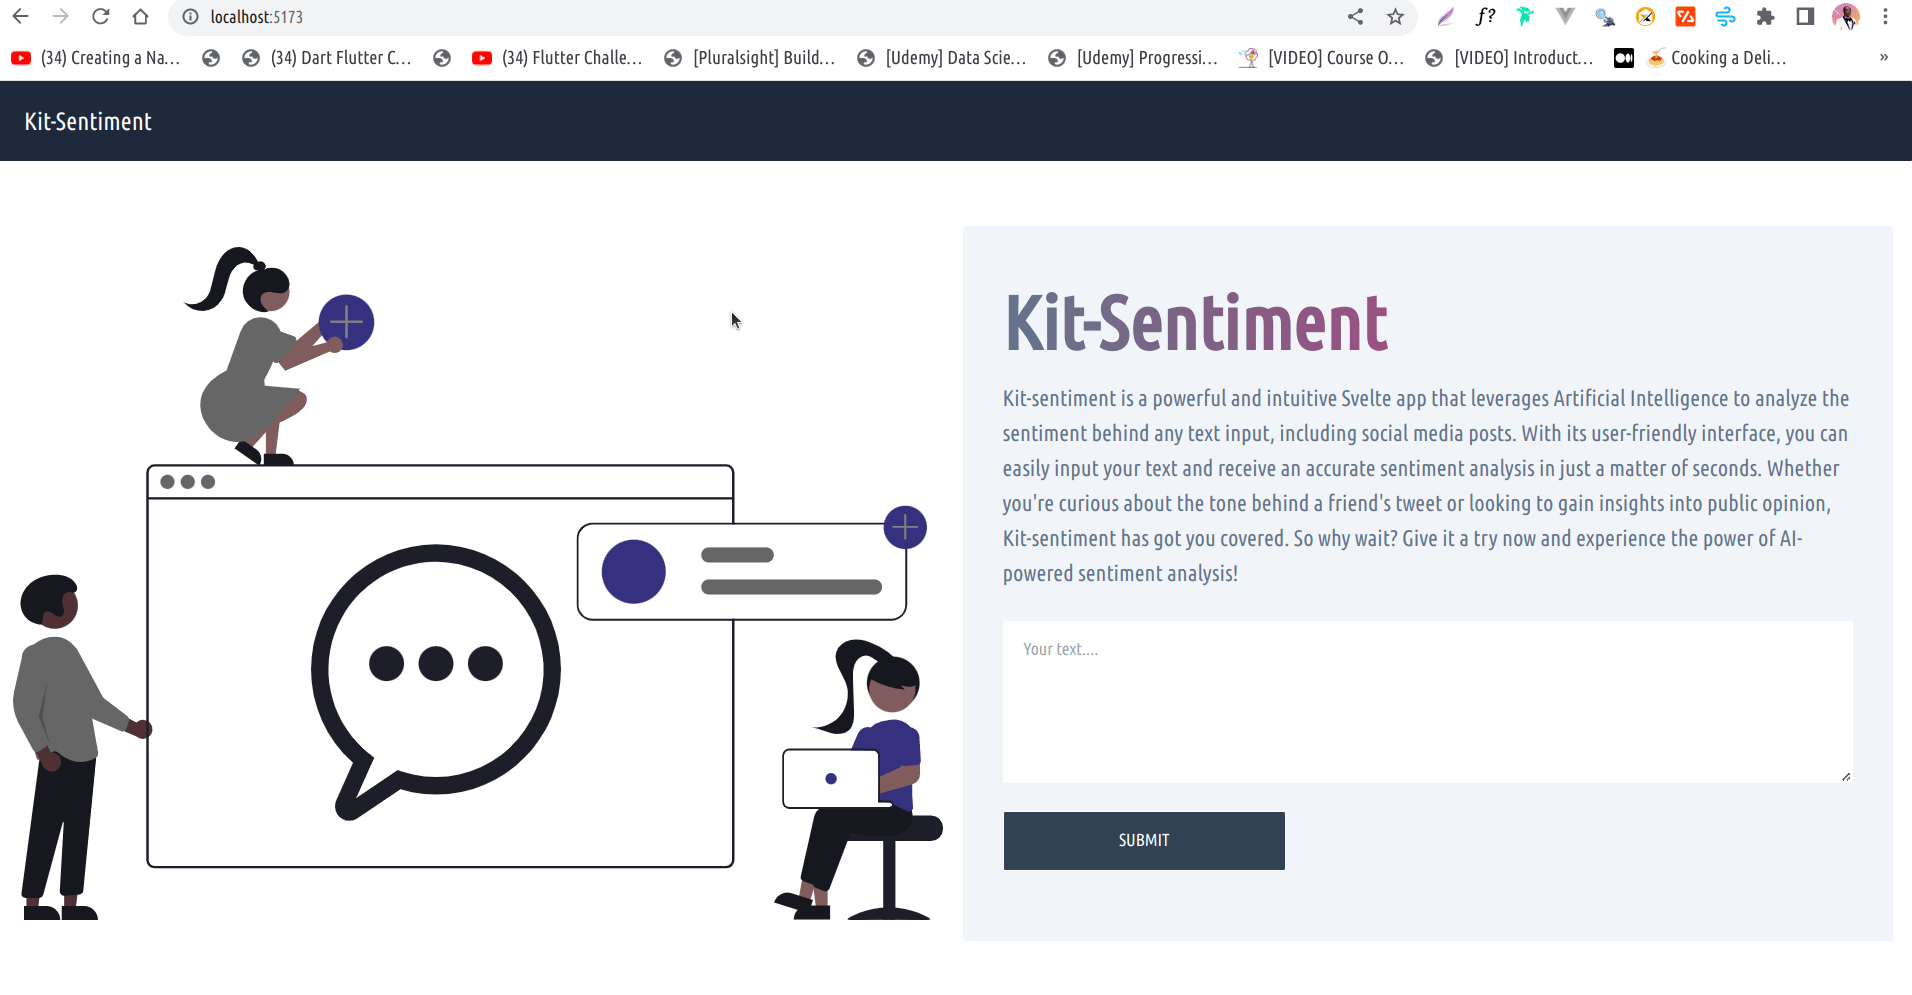 localhost:5173
f?
(34) Creating a Na...
(34) Dart Flutter C...
(34) Flutter Challe...
[Pluralsight] Build...
[Udemy] Data Scie...
[Udemy] Progressi...
[VIDEO] Course O...
[VIDEO] Introduct...
Cooking a Deli...
»
Kit-Sentiment
Kit-Sentiment
Kit-sentiment is a powerful and intuitive Svelte app that leverages Artificial Intelligence to analyze the
sentiment behind any text input, including social media posts. With its user-friendly interface, you can
easily input your text and receive an accurate sentiment analysis in just a matter of seconds. Whether
you're curious about the tone behind a friend's tweet or looking to gain insights into public opinion,
Kit-sentiment has got you covered. So why wait? Give it a try now and experience the power of AI-
powered sentiment analysis!
Your text....
SUBMIT